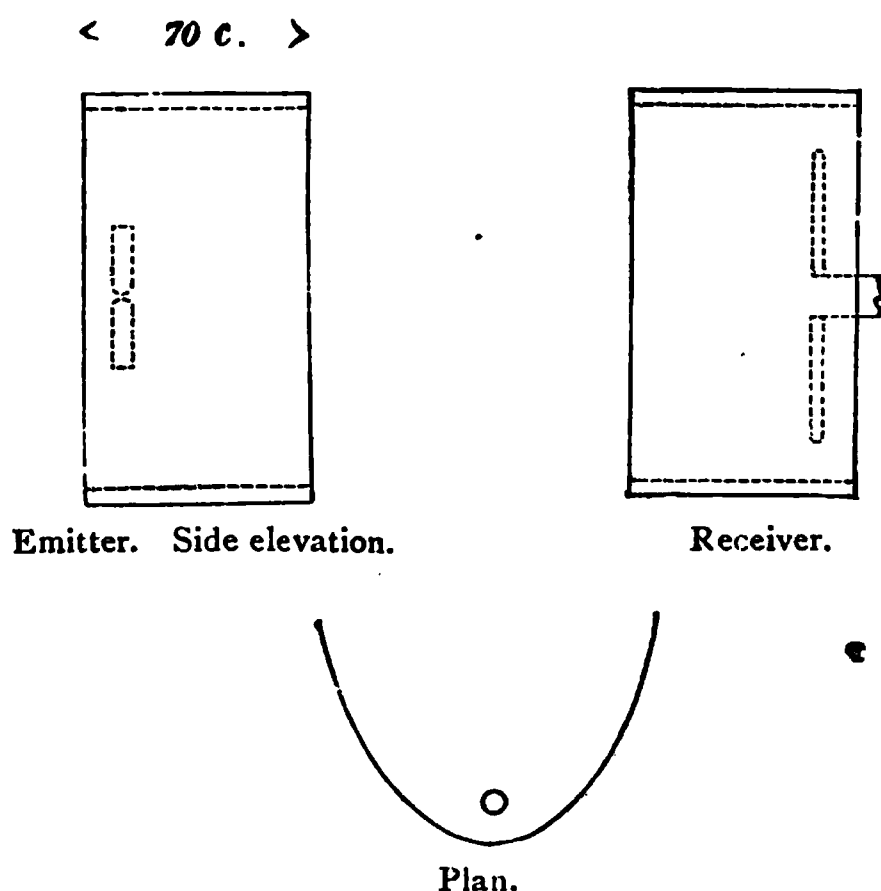 < 70 c. >
Emitter. Side elevation.
Receiver.
Plan.